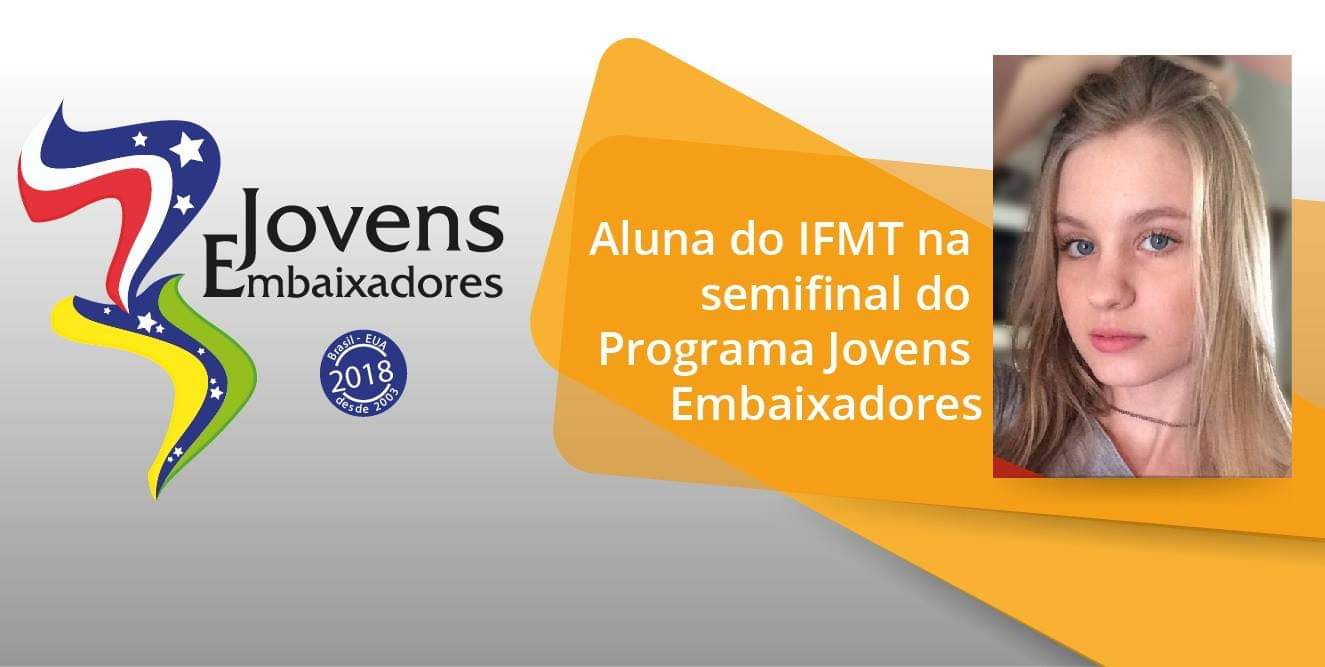 Jovens
Embaixadores
Brasil - EUA
2018
desde 2003
Aluna do IFMT na
semifinal do
Programa Jovens
Embaixadores